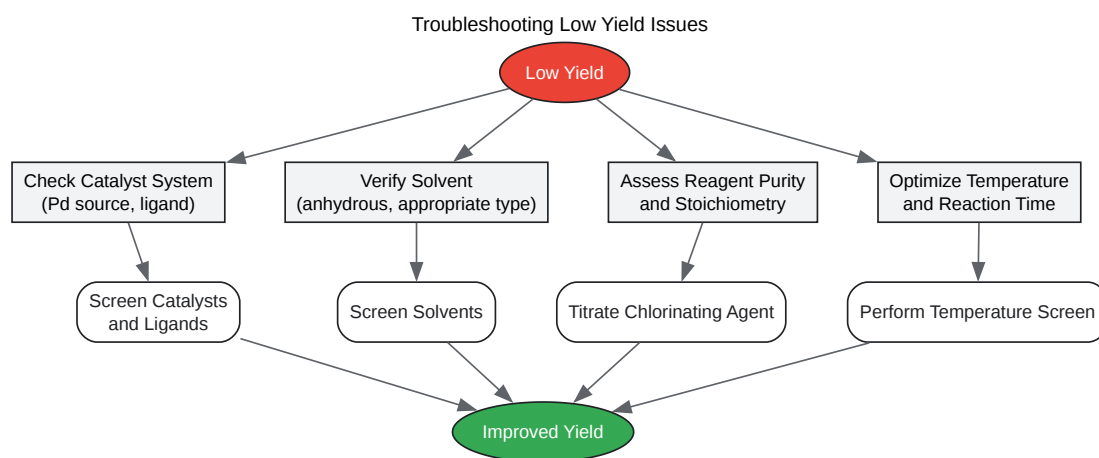 Troubleshooting Low Yield Issues
Low Yield
Check Catalyst System
(Pd source, ligand)
Verify Solvent
(anhydrous, appropriate type)
Assess Reagent Purity
and Stoichiometry
Optimize Temperature
and Reaction Time
Screen Catalysts
and Ligands
Screen Solvents
Titrate Chlorinating Agent
Perform Temperature Screen
Improved Yield